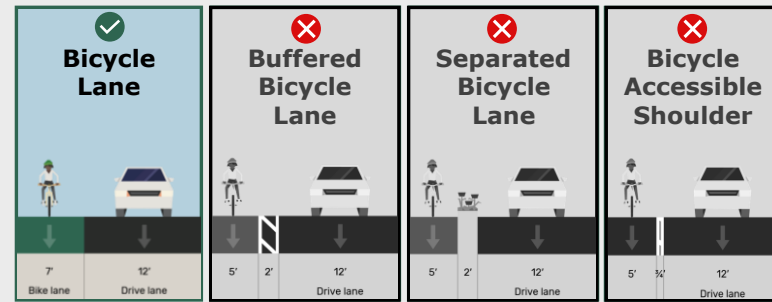 Bicycle
Lane
7'
12'
Bike lane
Drive lane
Buffered
Bicycle
Lane
5'
2'
12'
Drive lane
Separated
Bicycle
Lane
5'
2'
12'
Drive lane
Bicycle
Accessible
Shoulder
5'
¾'
12'
Drive lane